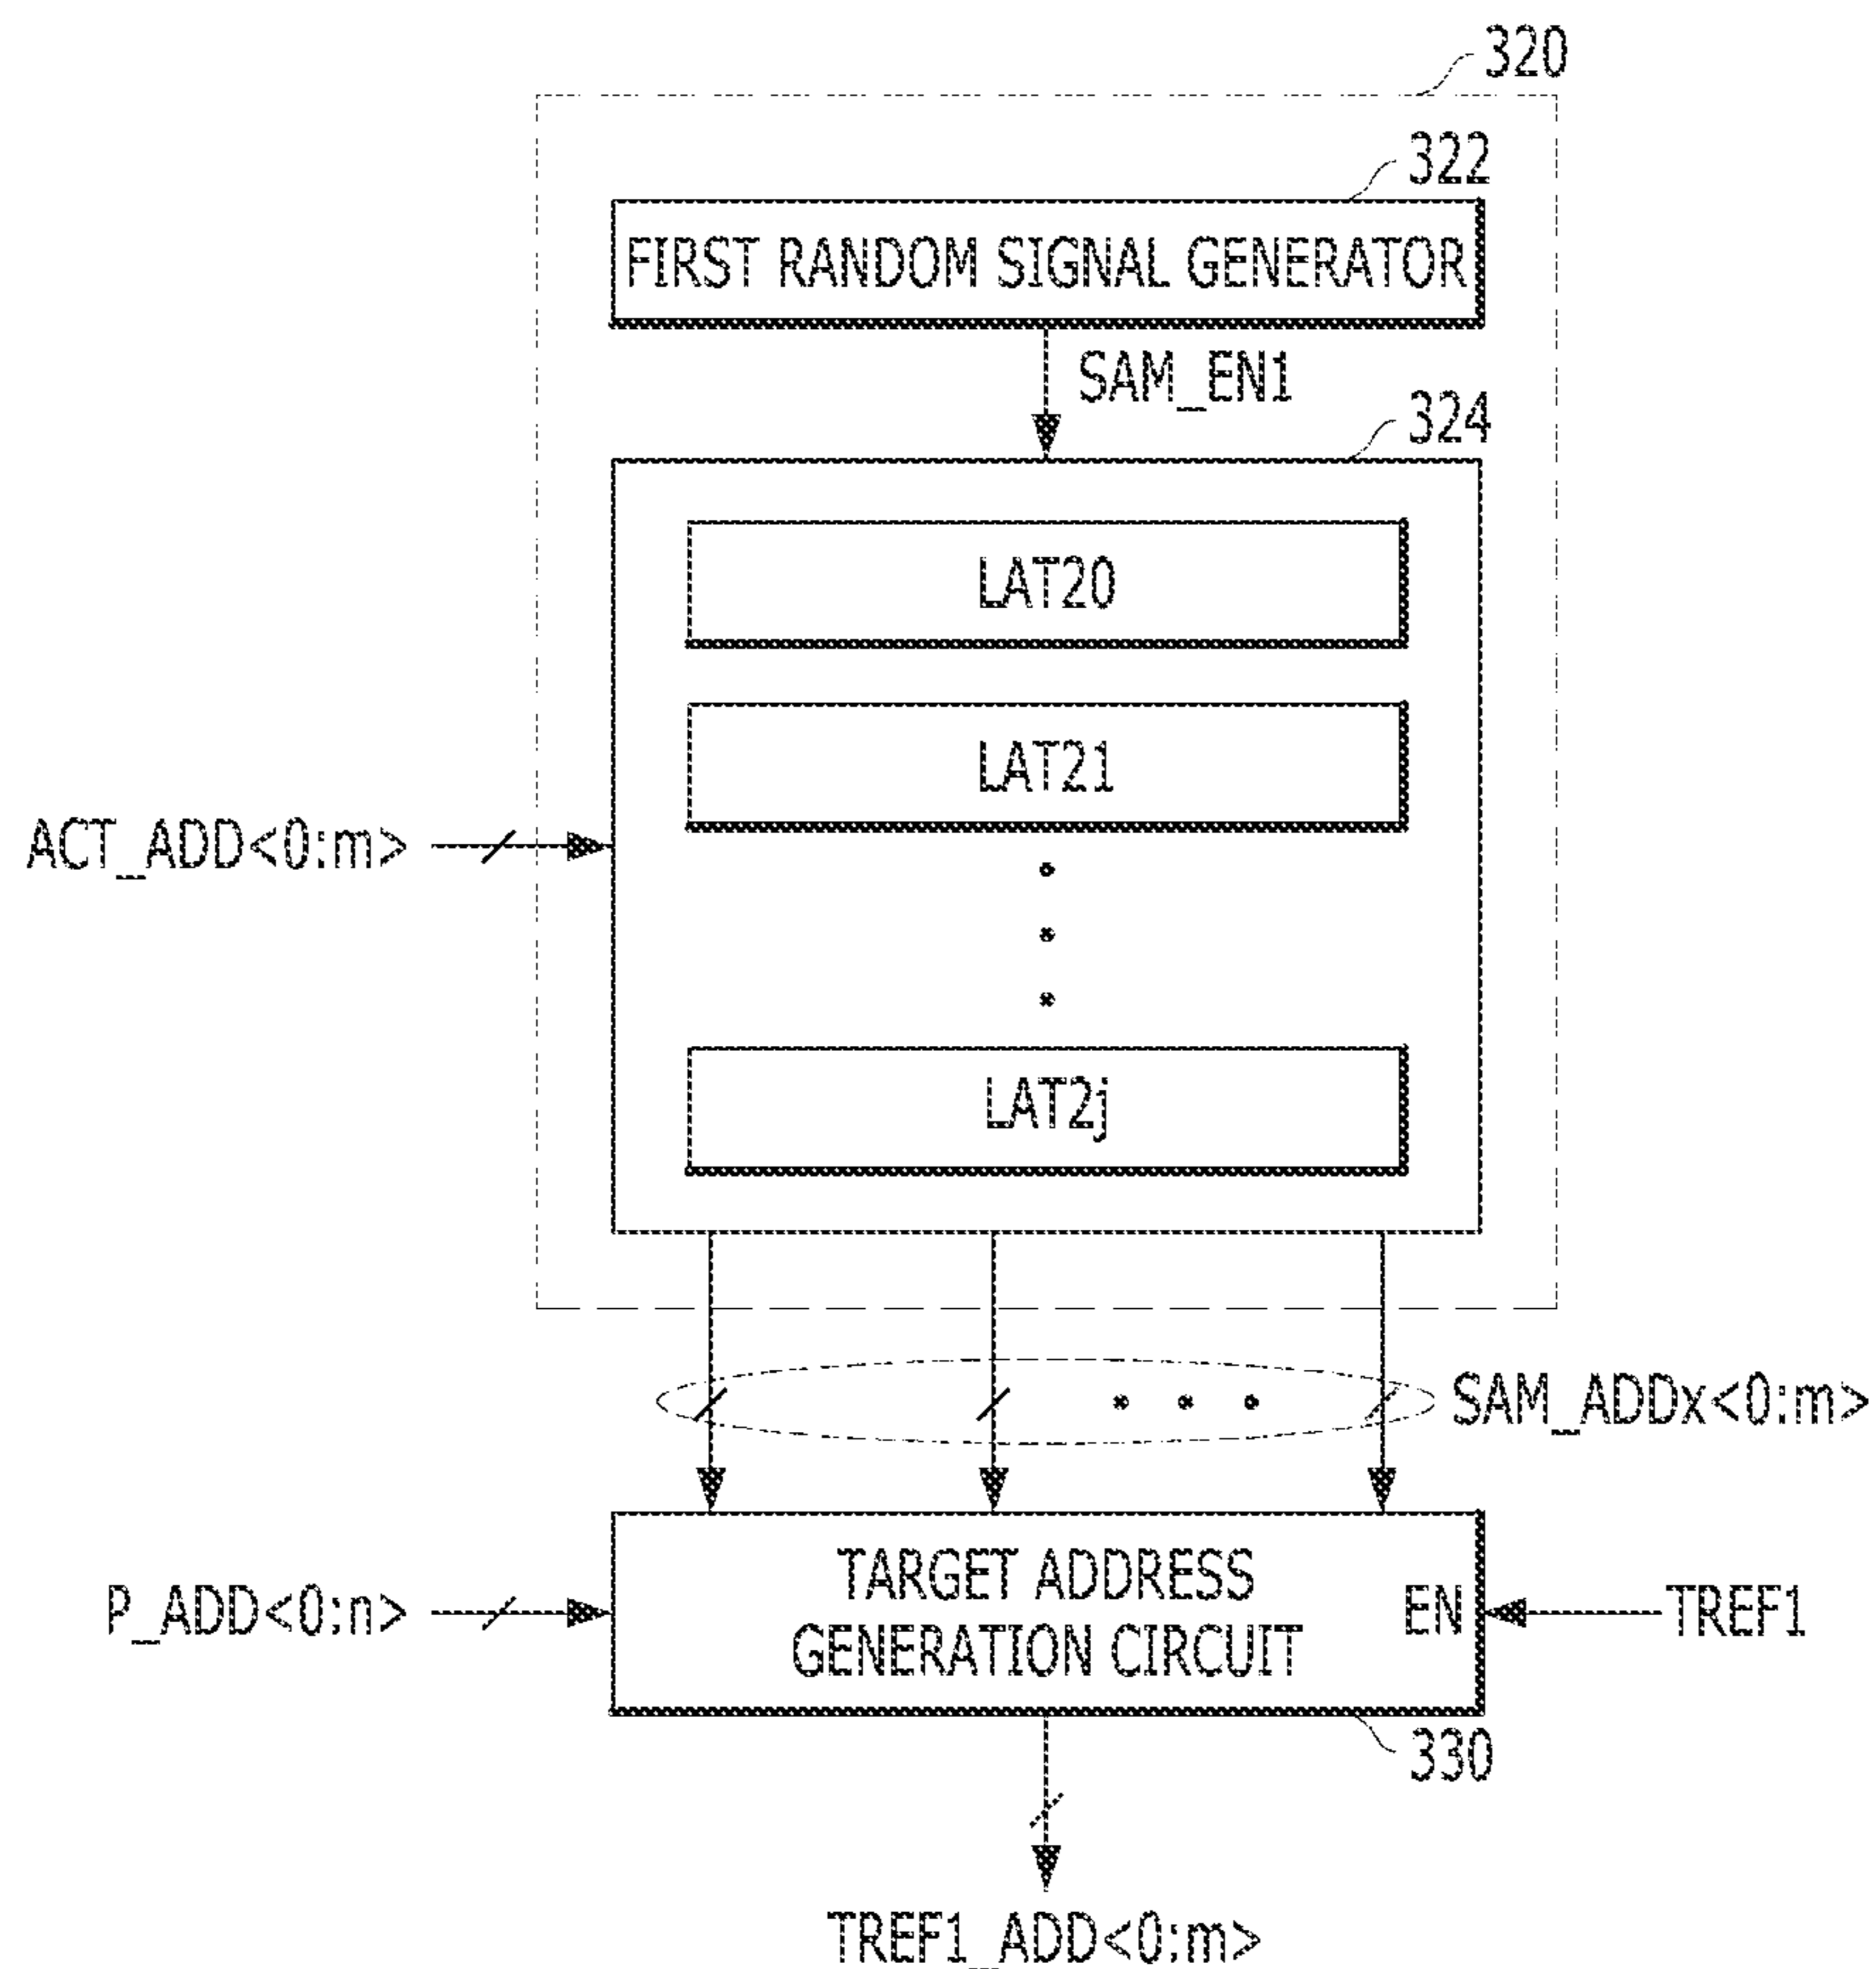 320
322
FIRST RANDOM SIGNAL GENERATOR
SAM_EN1
324
LAT20
LAT21
ACT_ADD<0:m>
LAT2j
SAM_ADDx<0:m>
P_ADD<0:n>
TARGET ADDRESS
GENERATION CIRCUIT
EN
TREF1
330
TREF1_ADD<0:m>